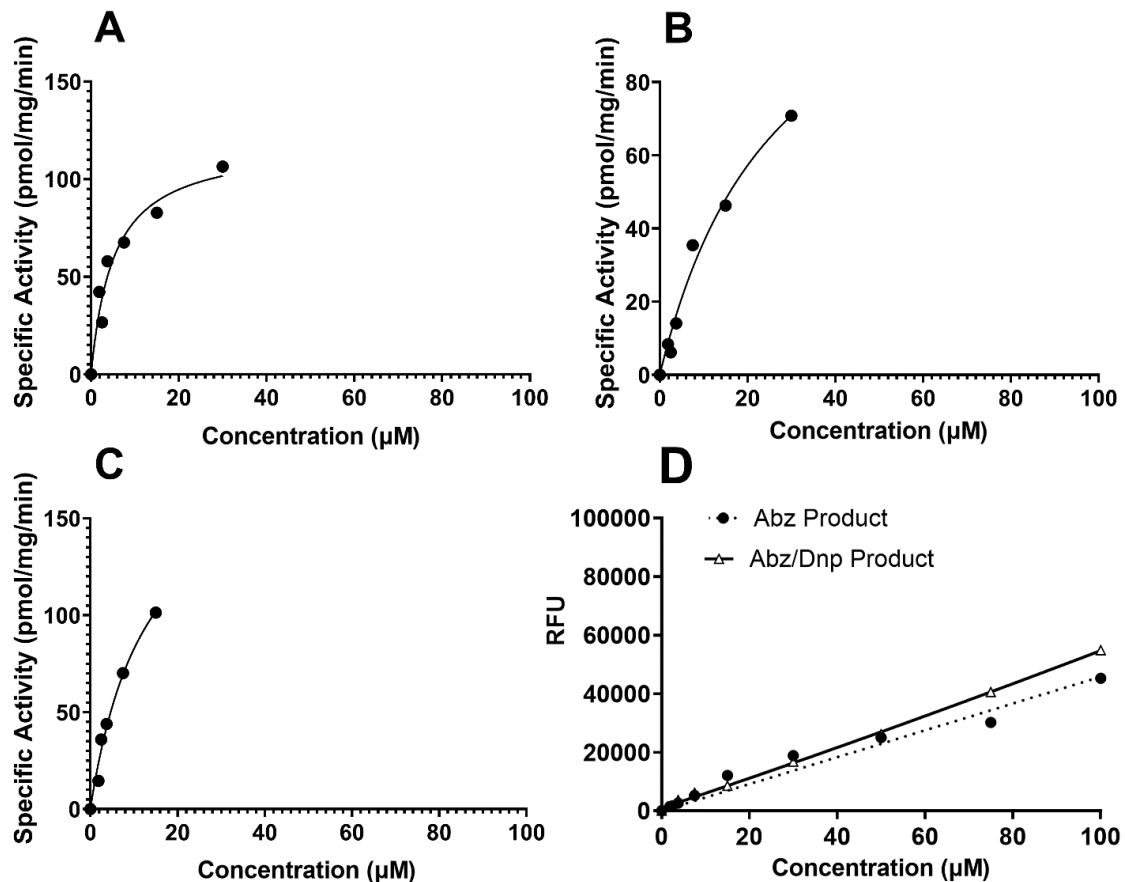 A
Specific Activity (pmol/mg/min)
150
100
50
0
0 20 40 60 80 100
Concentration (µM)
B
Specific Activity (pmol/mg/min)
80
60
40
20
0
0 20 40 60 80 100
Concentration (µM)
C
Specific Activity (pmol/mg/min)
150
100
50
0
0 20 40 60 80 100
Concentration (µM)
D
Abz Product
Abz/Dnp Product
RFU
100000
80000
60000
40000
20000
0
0 20 40 60 80 100
Concentration (µM)